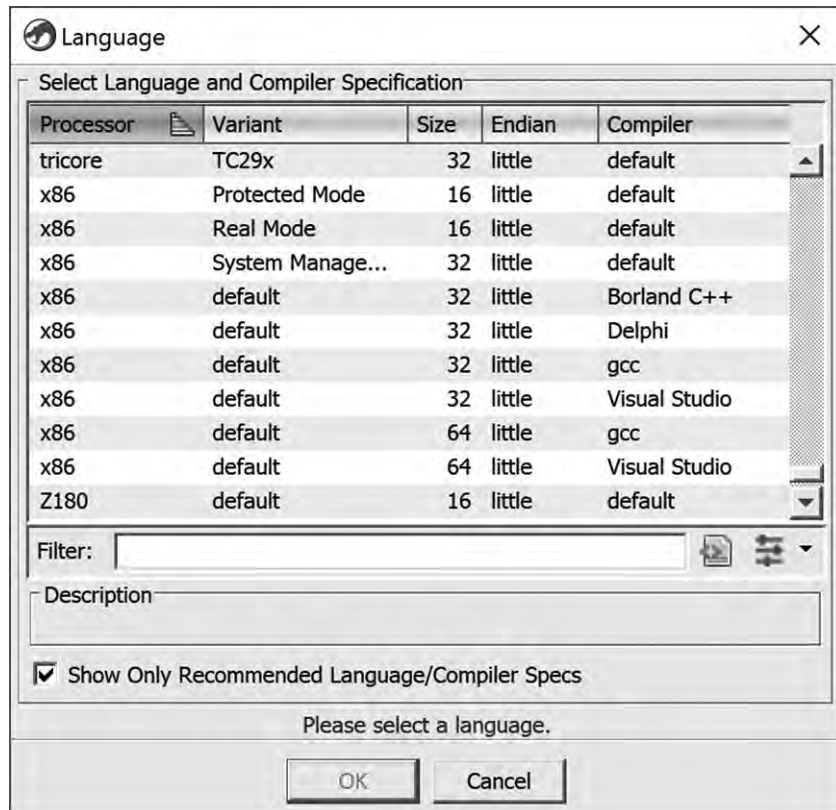 Language
Select Language and Compiler Specification
Processor Variant Size Endian Compiler
tricore TC29x 32 little default
x86 Protected Mode 16 little default
x86 Real Mode 16 little default
x86 System Manage... 32 little default
x86 default 32 little Borland C++
x86 default 32 little Delphi
x86 default 32 little gcc
x86 default 32 little Visual Studio
x86 default 64 little gcc
x86 default 64 little Visual Studio
Z180 default 16 little default
Filter:
Description
Show Only Recommended Language/Compiler Specs
Please select a language.
OK Cancel